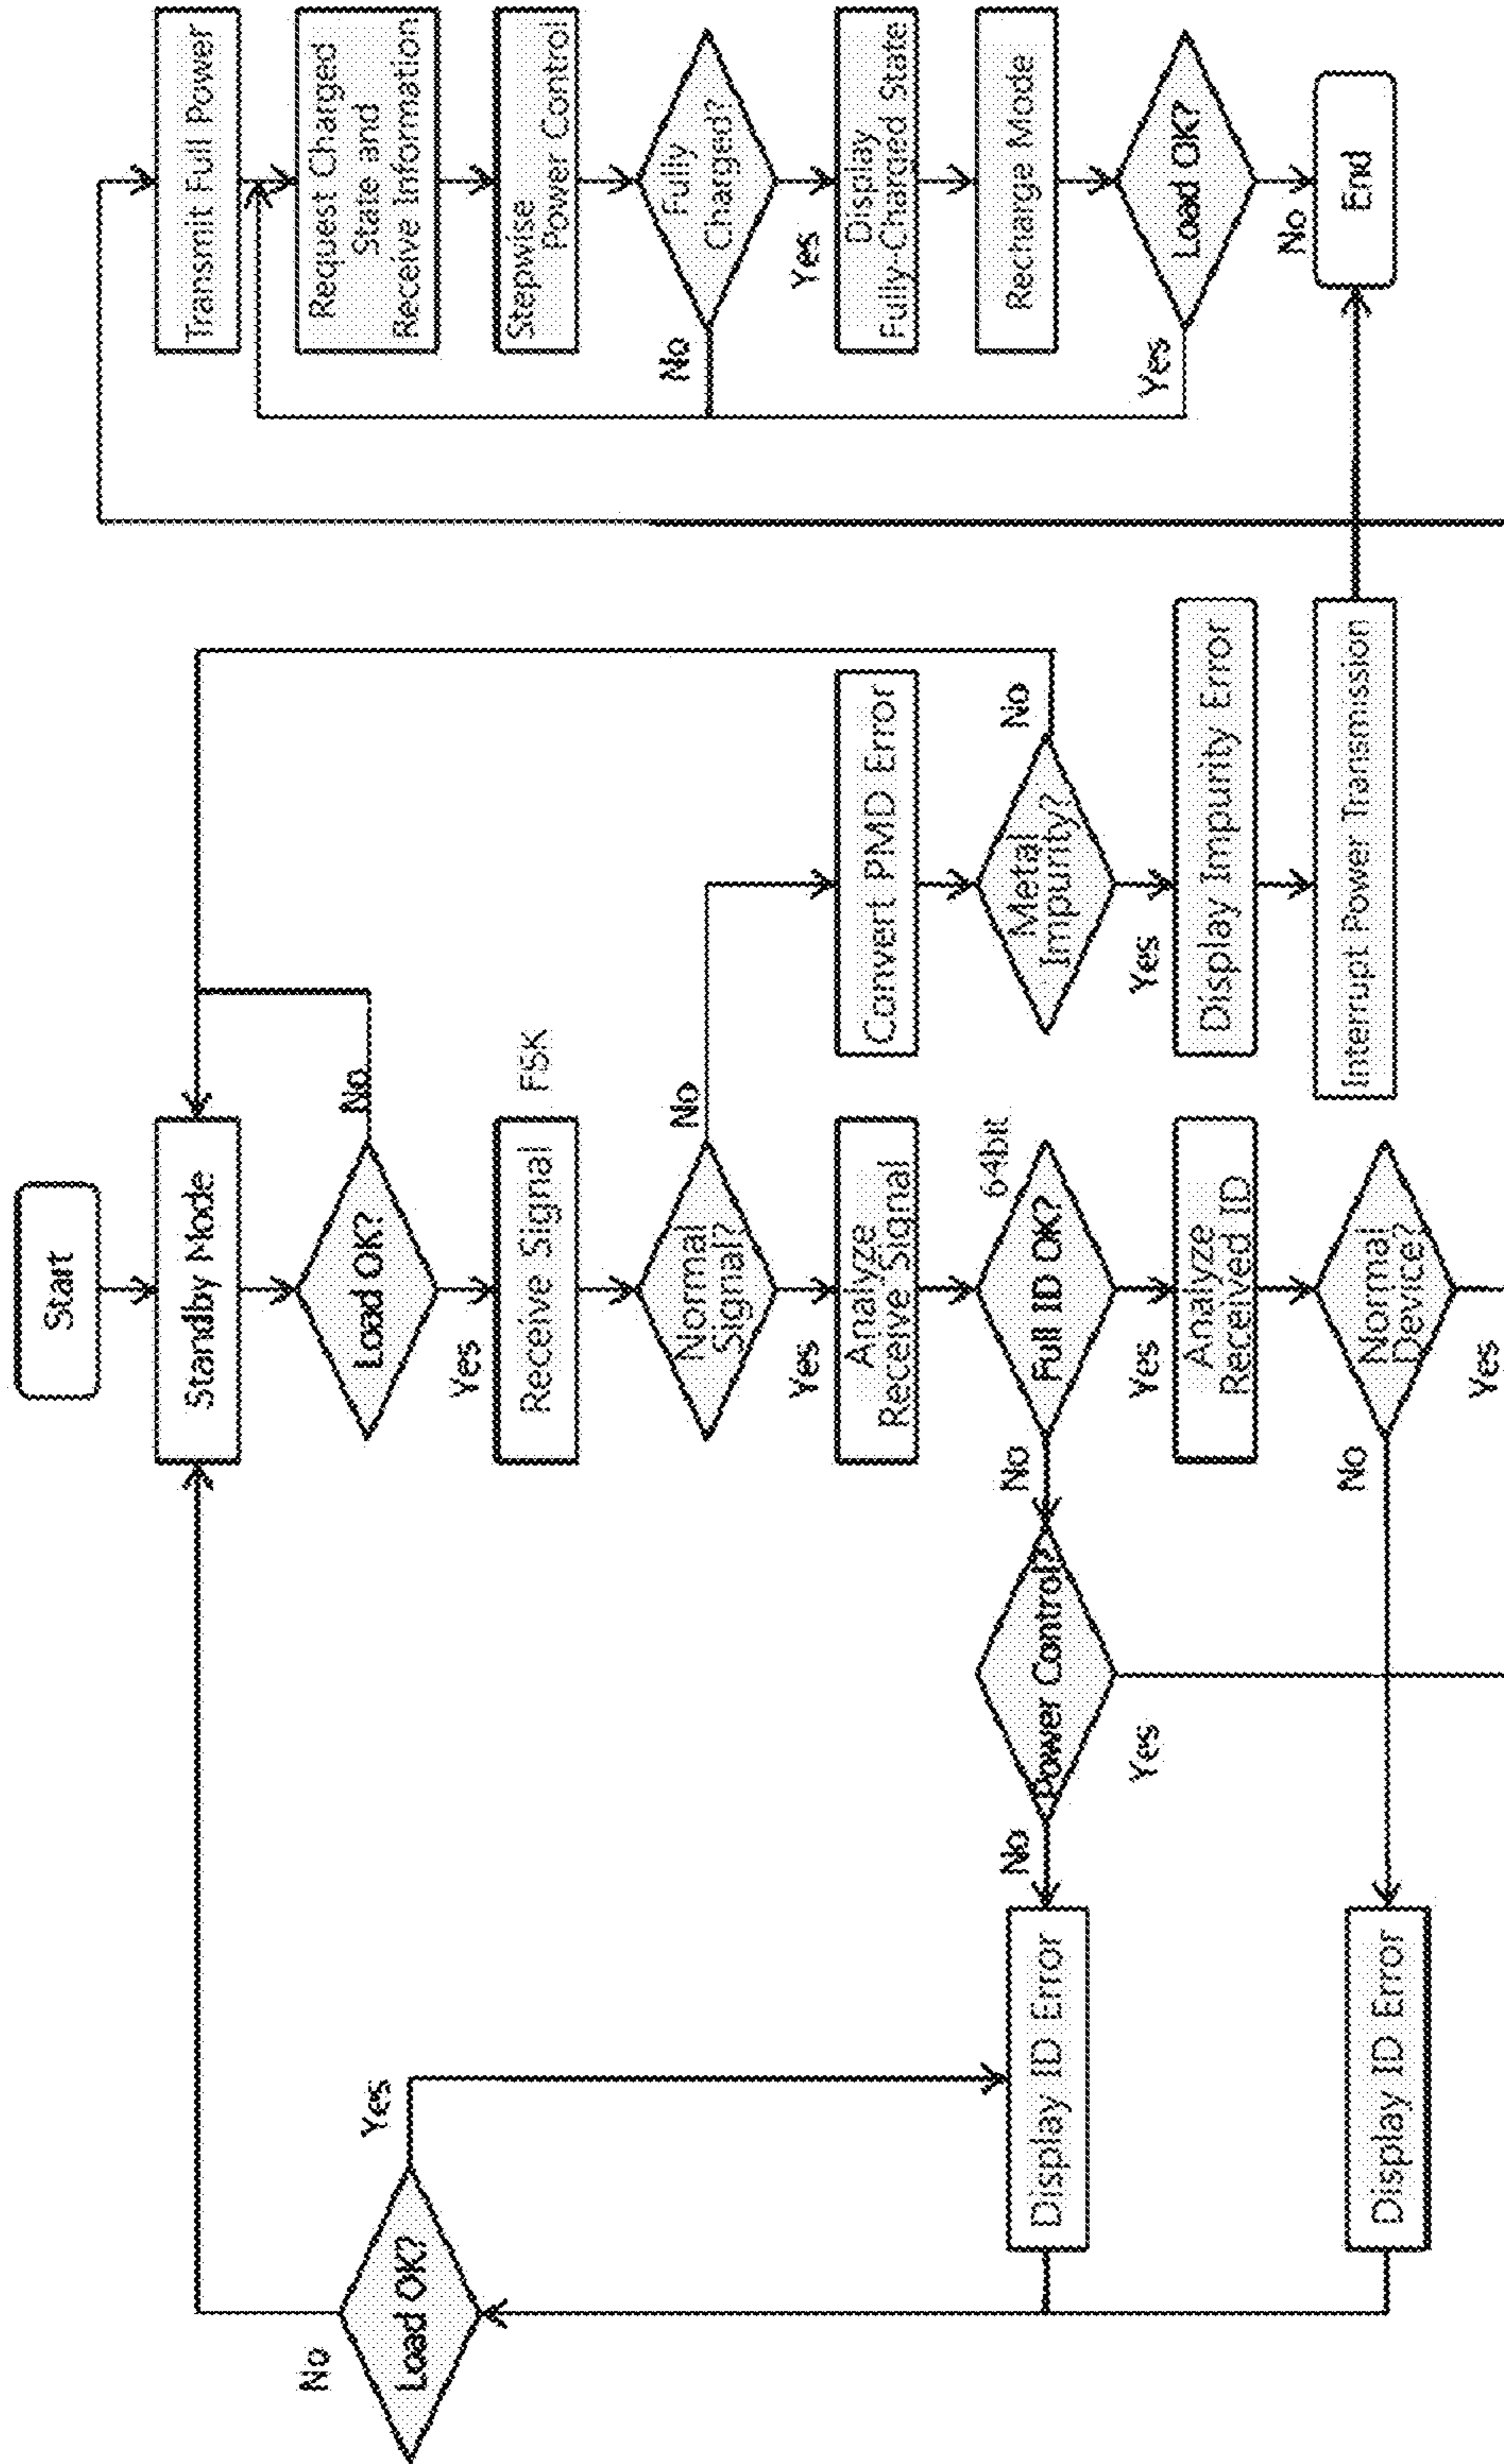 Start
Standby Node
Load OK?
No
Yes
Receive Signal
FSK
Normal
Signal?
No
Yes
Analyze
Receive Signal
Full ID OK?
64bit
No
Yes
Analyze
Received ID
Normal
Device?
No
Yes
Load OK?
No
Yes
Power Control?
No
Yes
Display ID Error
Display ID Error
Convert PMD Error
Metal
Impurity?
No
Yes
Display Impurity Error
Interrupt Power Transmission
Transmit Full Power
Request Charged
State and
Receive Information
Stepwise
Power Control
Fully
Charged?
No
Yes
Display
Fully-Charded State
Recharge Mode
Load OK?
Yes
No
End